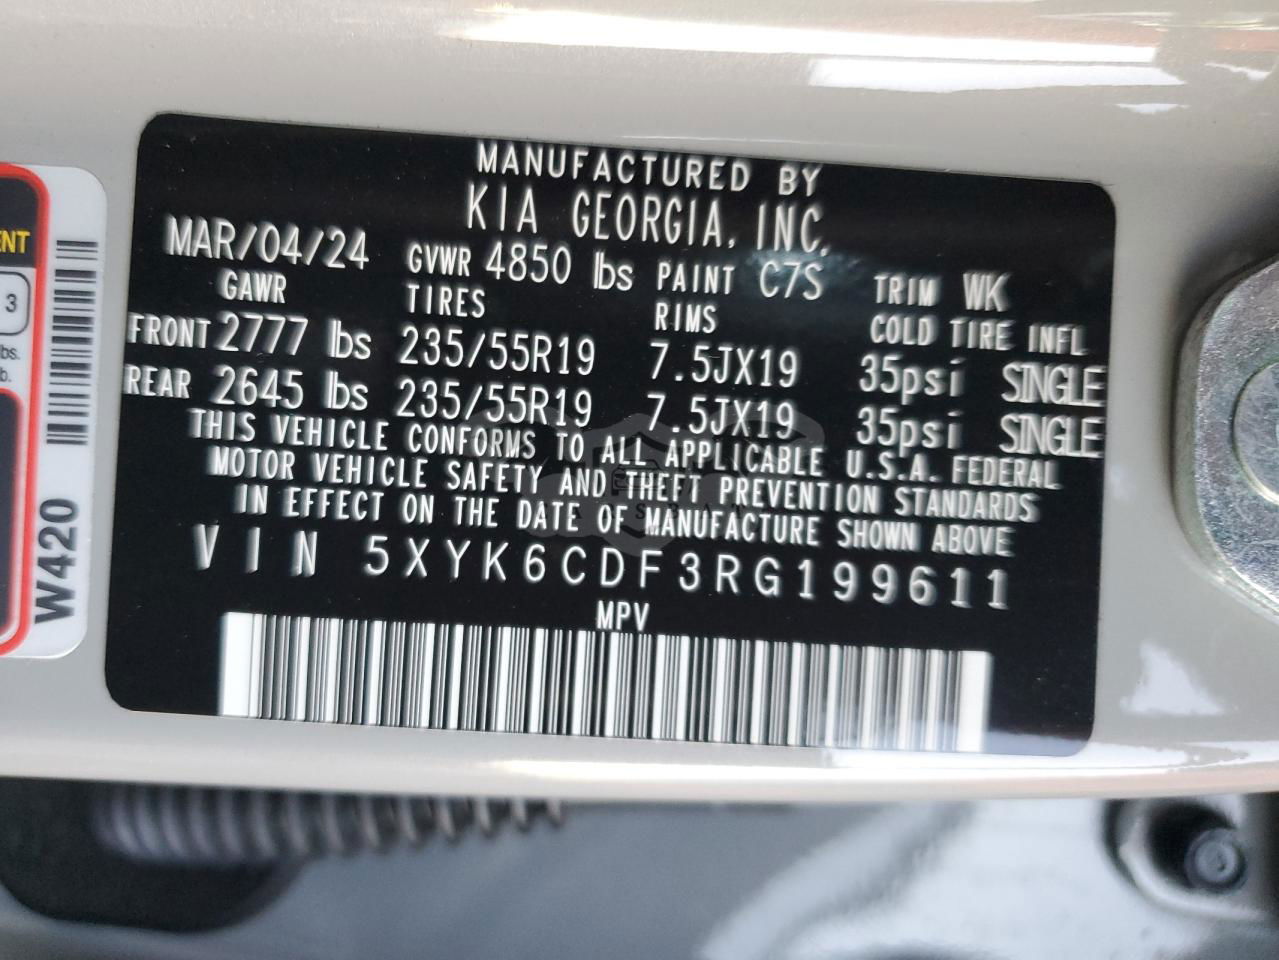 MANUFACTURED BY
KIA GEORGIA, INC.
MAR/04/24 GVWR 4850 lbs PAINT C7S TRIM WK
GAWR TIRES RIMS COLD TIRE INFL
FRONT 2777 lbs 235/55R19 7.5JX19 35psi SINGLE
REAR 2645 lbs 235/55R19 7.5JX19 35psi SINGLE
THIS VEHICLE CONFORMS TO ALL APPLICABLE U.S.A. FEDERAL
MOTOR VEHICLE SAFETY AND THEFT PREVENTION STANDARDS
IN EFFECT ON THE DATE OF MANUFACTURE SHOWN ABOVE
VIN 5XYK6CDF3RG199611
MPV
3
W420